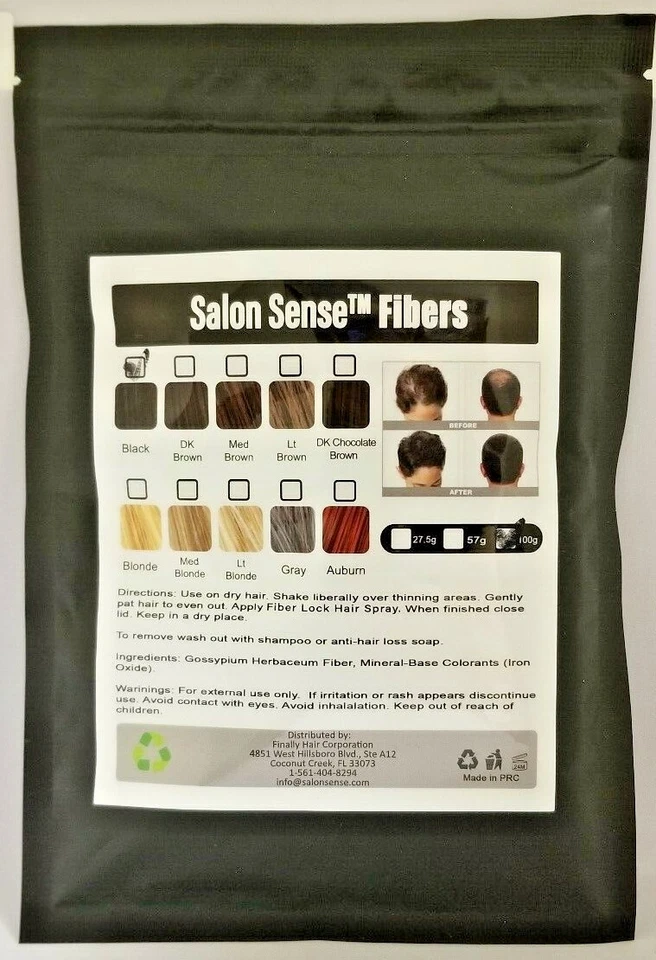 Salon Sense™ Fibers
Black
DK
Brown
Med
Brown
Lt
Brown
DK Chocolate
Brown
BEFORE
AFTER
Blonde
Med
Blonde
Lt
Blonde
Gray
Auburn
27.5g
57g
100g
Directions: Use on dry hair. Shake liberally over thinning areas. Gently
pat hair to even out. Apply Fiber Lock Hair Spray. When finished close
lid. Keep in a dry place.
To remove wash out with shampoo or anti-hair loss soap.
Ingredients: Gossypium Herbaceum Fiber, Mineral-Base Colorants (Iron
Oxide).
Warinings: For external use only. If irritation or rash appears discontinue
use. Avoid contact with eyes. Avoid inhalalation. Keep out of reach of
children.
Distributed by:
Finally Hair Corporation
4851 West Hillsboro Blvd., Ste A12
Coconut Creek, FL 33073
1-561-404-8294
info@salonsense.com
24M
Made in PRC